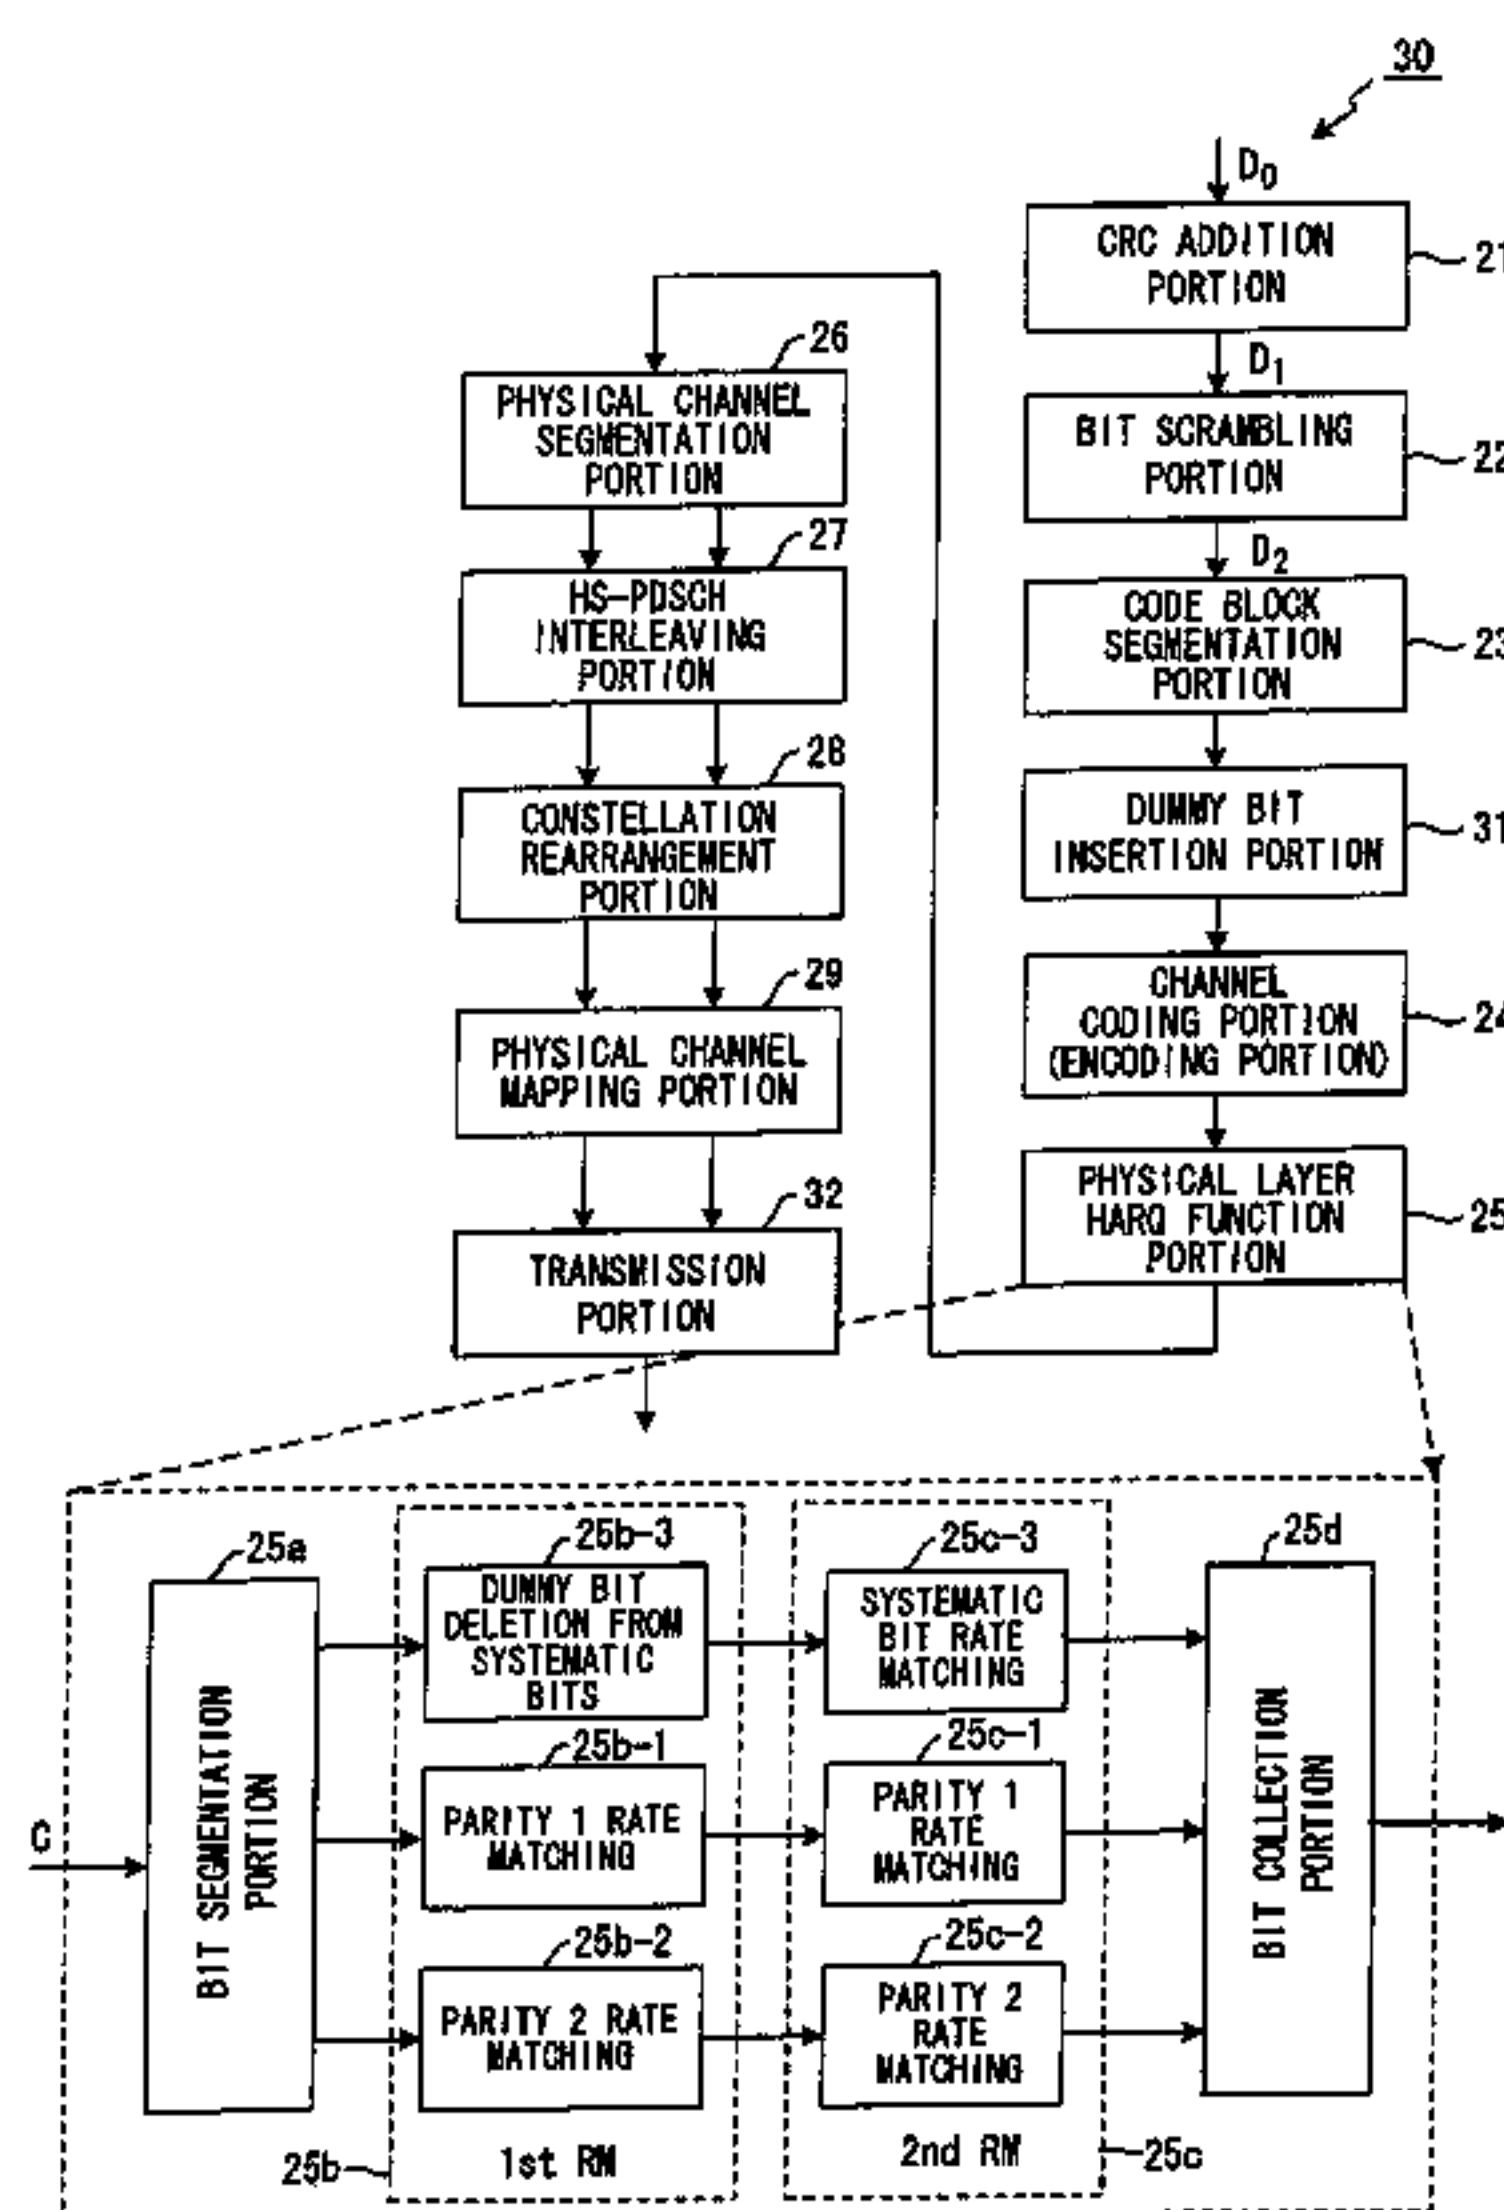 30
D0
CRC ADDITION
PORTION
21
D1
BIT SCRAMBLING
PORTION
22
D2
CODE BLOCK
SEGMENTATION
PORTION
23
DUMMY BIT
INSERTION PORTION
31
CHANNEL
CODING PORTION
(ENCODING PORTION)
24
PHYSICAL LAYER
HARQ FUNCTION
PORTION
25
26
PHYSICAL CHANNEL
SEGMENTATION
PORTION
27
HS-PDSCH
INTERLEAVING
PORTION
28
CONSTELLATION
REARRANGEMENT
PORTION
29
PHYSICAL CHANNEL
MAPPING PORTION
32
TRANSMISSION
PORTION
C
25a
BIT SEGMENTATION
PORTION
25b-3
DUMMY BIT
DELETION FROM
SYSTEMATIC
BITS
25b-1
PARITY 1 RATE
MATCHING
25b-2
PARITY 2 RATE
MATCHING
25b
1st RM
25c-3
SYSTEMATIC
BIT RATE
MATCHING
25c-1
PARITY 1
RATE
MATCHING
25c-2
PARITY 2
RATE
MATCHING
2nd RM
25c
25d
BIT COLLECTION
PORTION